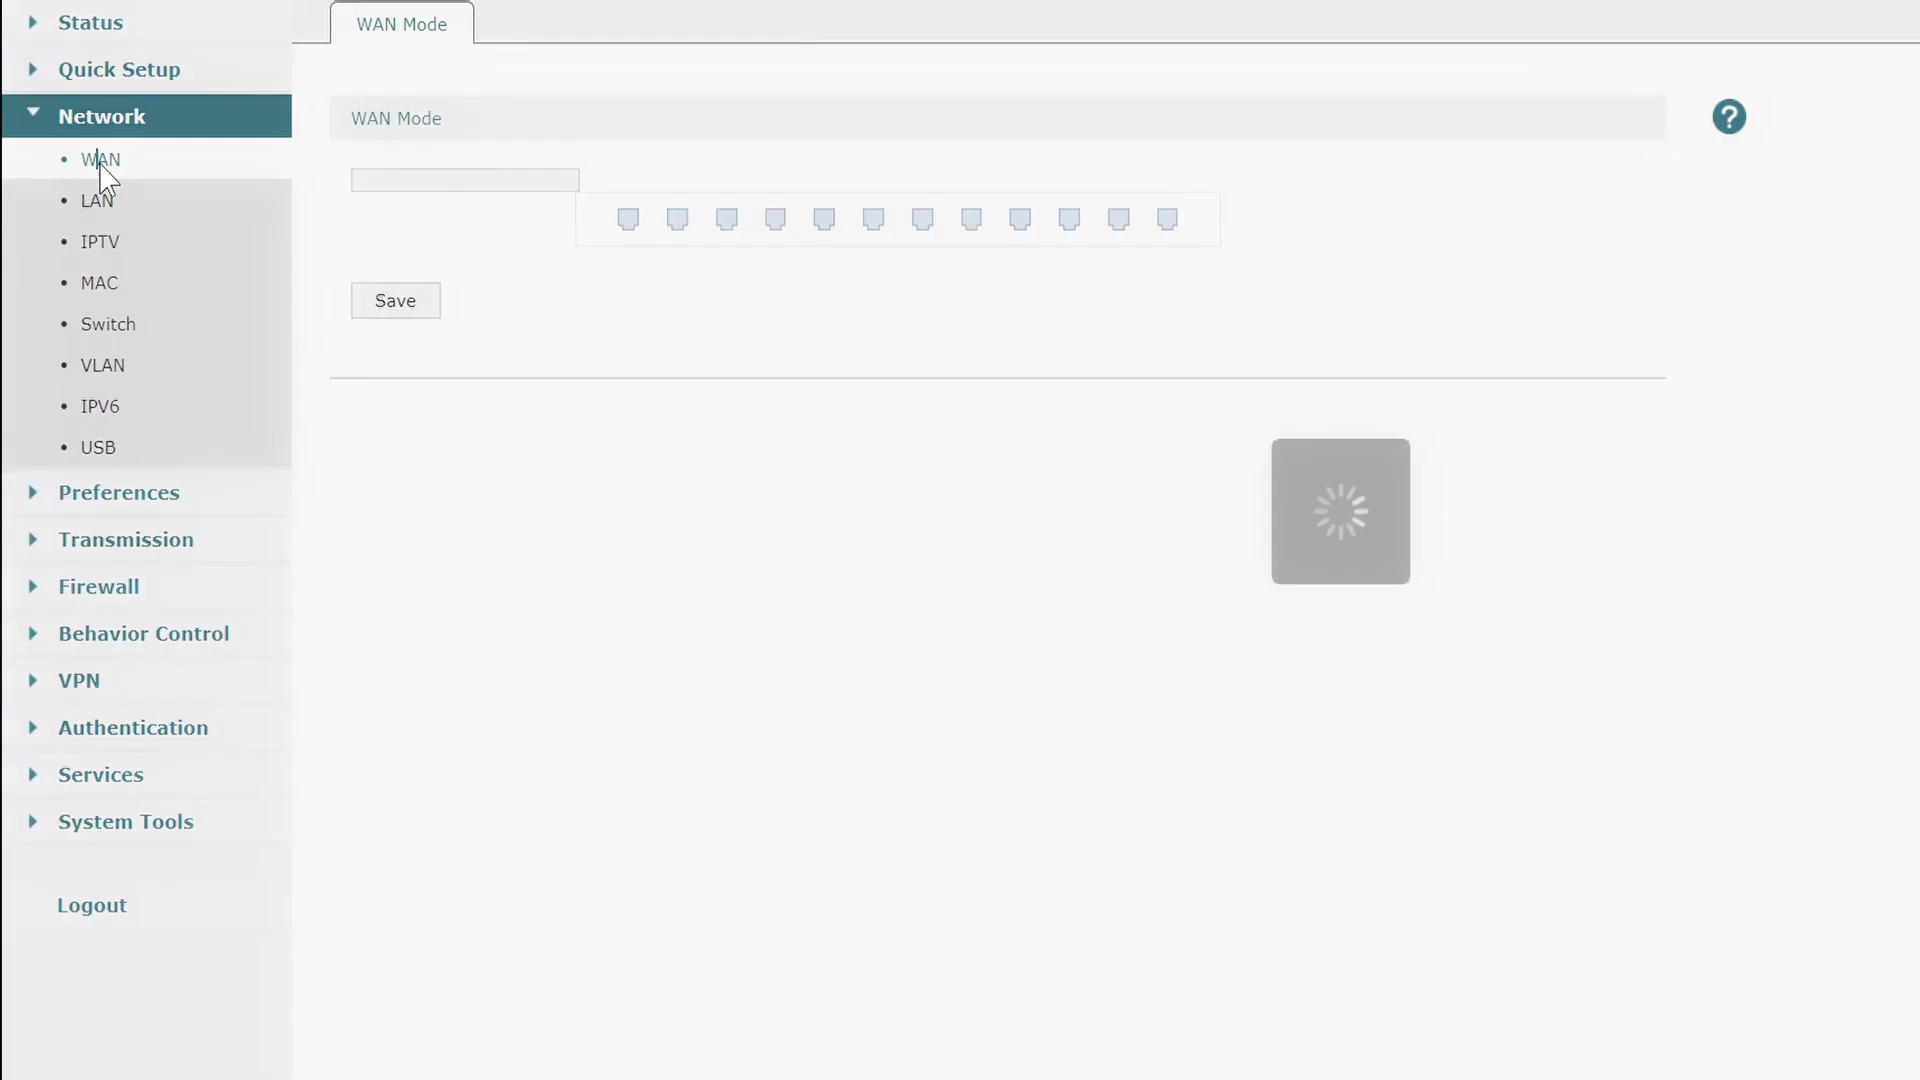 Status
Quick Setup
Network
WAN
LAN
IPTV
MAC
Switch
VLAN
IPV6
USB
Preferences
Transmission
Firewall
Behavior Control
VPN
Authentication
Services
System Tools
Logout
WAN Mode
WAN Mode
?
Save